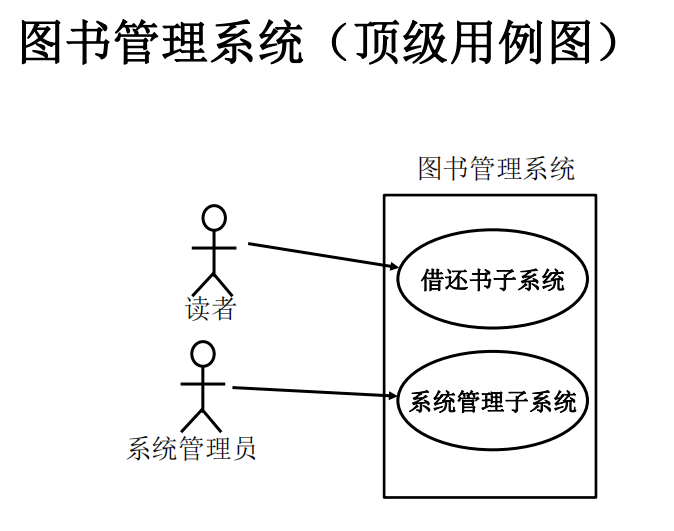 图书管理系统（顶级用例图）
图书管理系统
借还书子系统
读者
系统管理子系统
系统管理员